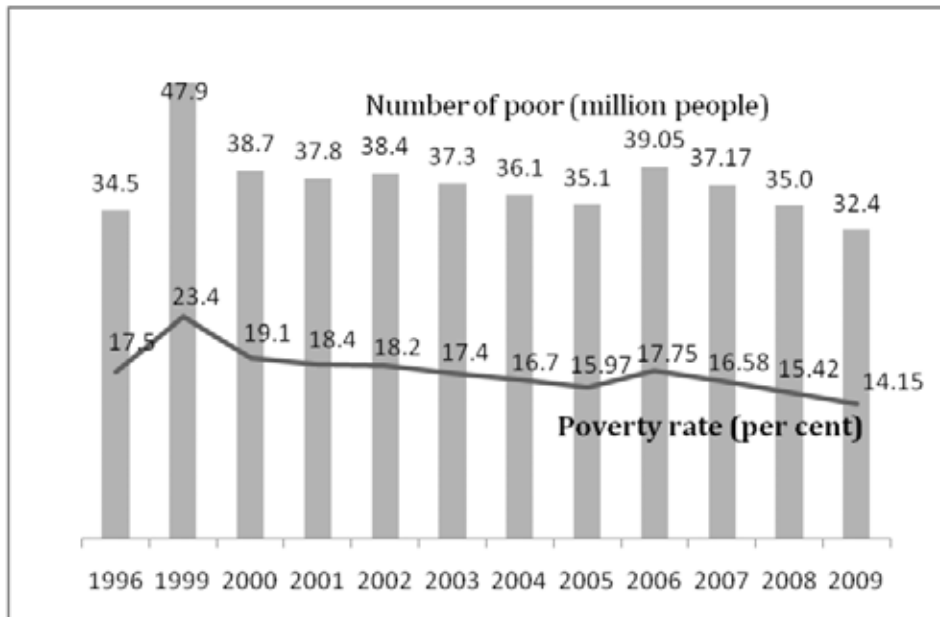 47.9
Number of poor (million people)
34.5 38.7 37.8 38.4 37.3 36.1 35.1 39.05 37.17 35.0 32.4
17.5 23.4 19.1 18.4 18.2 17.4 16.7 15.97 17.75 16.58 15.42 14.15
Poverty rate (per cent)
1996 1999 2000 2001 2002 2003 2004 2005 2006 2007 2008 2009